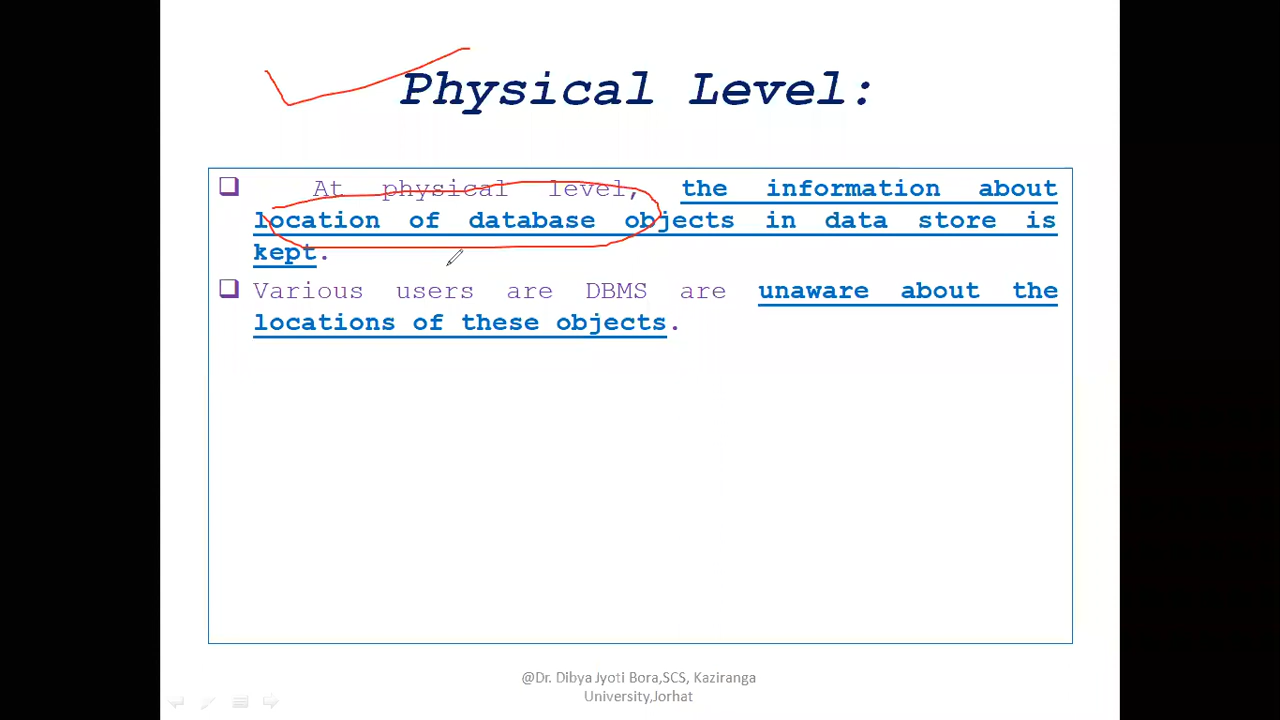 Physical Level:
At physical level, the information about
location of database objects in data store is
kept.
Various users are DBMS are unaware about the
locations of these objects.
@Dr. Dibya Jyoti Bora,SCS, Kaziranga
University,Jorhat